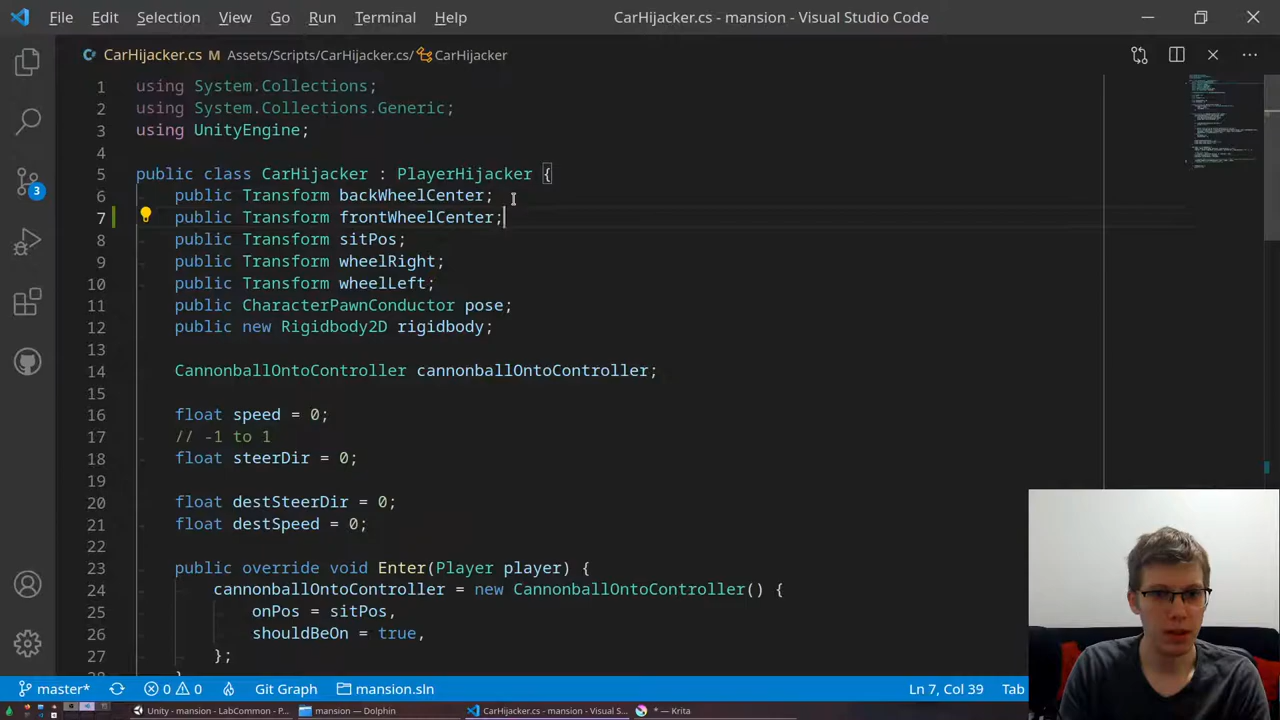 File Edit Selection View Go Run Terminal Help CarHijacker.cs - mansion - Visual Studio Code
CarHijacker.cs M Assets/Scripts/CarHijacker.cs/ CarHijacker
1 using System.Collections;
2 using System.Collections.Generic;
3 using UnityEngine;
4
5 public class CarHijacker : PlayerHijacker {
6 public Transform backWheelCenter;
7 public Transform frontWheelCenter;
8 public Transform sitPos;
9 public Transform wheelRight;
10 public Transform wheelLeft;
11 public CharacterPawnConductor pose;
12 public new Rigidbody2D rigidbody;
13
14 CannonballOntoController cannonballOntoController;
15
16 float speed = 0;
17 // -1 to 1
18 float steerDir = 0;
19
20 float destSteerDir = 0;
21 float destSpeed = 0;
22
23 public override void Enter(Player player) {
24 cannonballOntoController = new CannonballOntoController() {
25 onPos = sitPos,
26 shouldBeOn = true,
27 };
3
master* 0 0 Git Graph mansion.sln Ln 7, Col 39 Tab
Unity - mansion - LabCommon - P... mansion — Dolphin CarHijacker.cs - mansion - Visual S... * — Krita